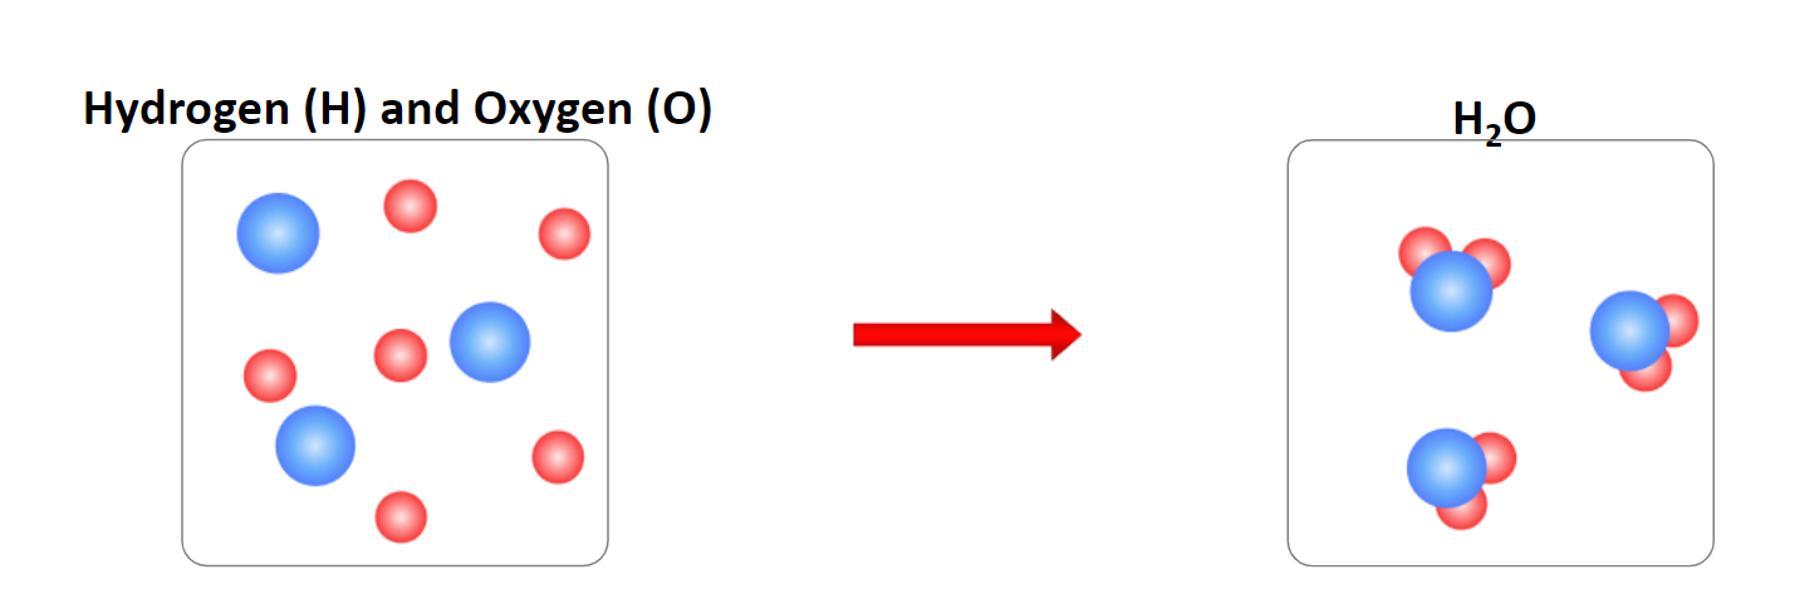 Hydrogen (H) and Oxygen (O)
H₂O